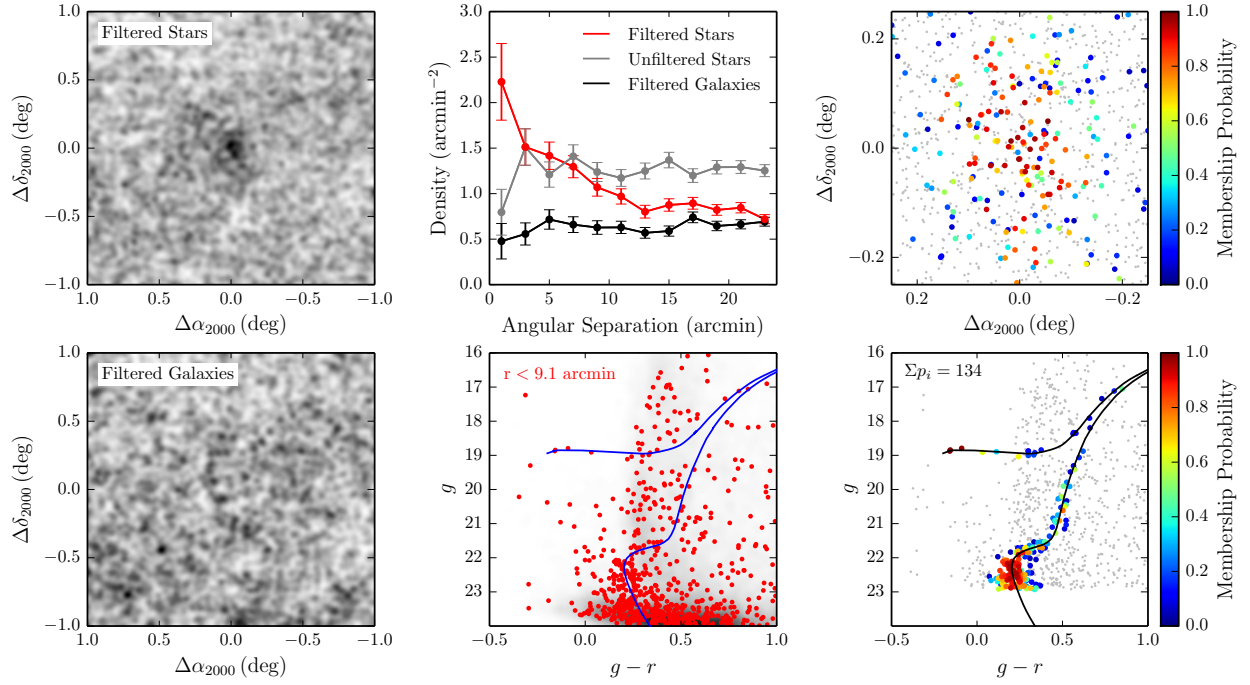 Filtered Stars
1.0
0.5
0.0
−0.5
−1.0
Δδ2000 (deg)
1.0 0.5 0.0 −0.5 −1.0
Δα2000 (deg)
Filtered Stars
Unfiltered Stars
Filtered Galaxies
3.0
2.5
2.0
1.5
1.0
0.5
0.0
Density (arcmin−2)
0 5 10 15 20
Angular Separation (arcmin)
0.2
0.0
−0.2
Δδ2000 (deg)
0.2 0.0 −0.2
Δα2000 (deg)
1.0
0.8
0.6
0.4
0.2
0.0
Membership Probability
Filtered Galaxies
1.0
0.5
0.0
−0.5
−1.0
Δδ2000 (deg)
1.0 0.5 0.0 −0.5 −1.0
Δα2000 (deg)
r < 9.1 arcmin
16
17
18
19
20
21
22
23
g
−0.5 0.0 0.5 1.0
g − r
Σpi = 134
16
17
18
19
20
21
22
23
g
−0.5 0.0 0.5 1.0
g − r
1.0
0.8
0.6
0.4
0.2
0.0
Membership Probability